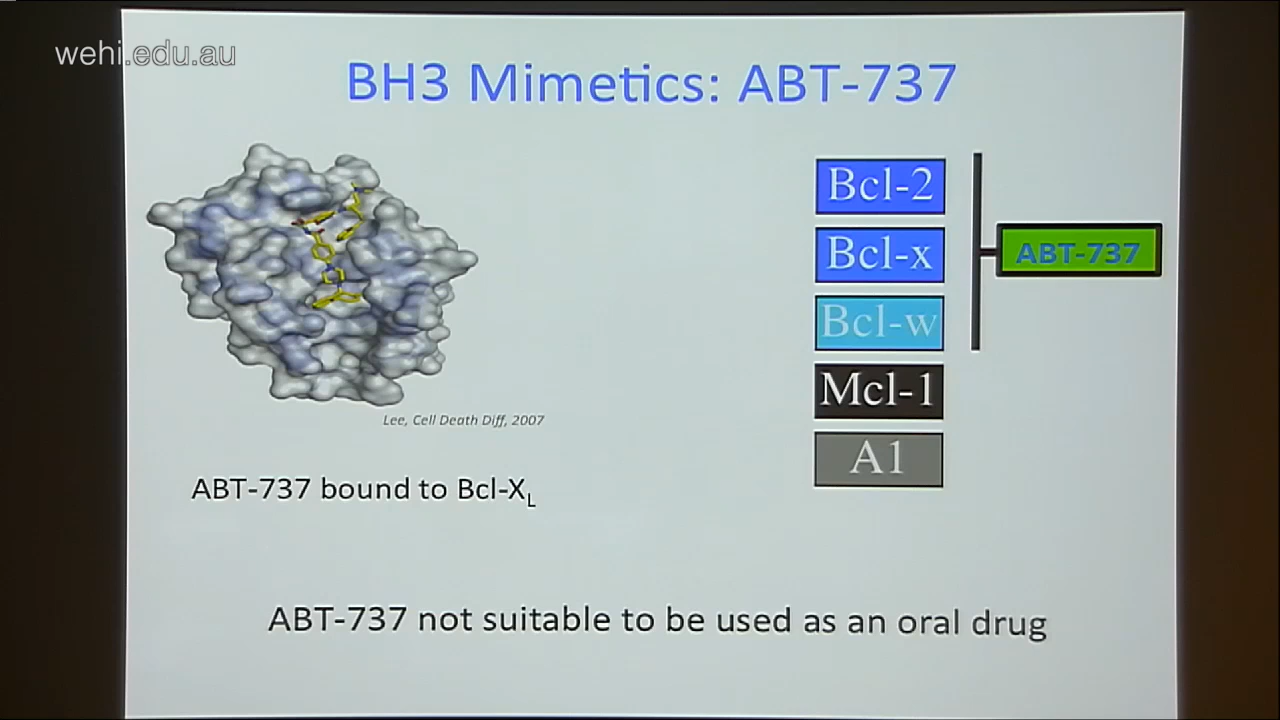 wehi.edu.au
BH3 Mimetics: ABT-737
Bcl-2
Bcl-x
ABT-737
Bcl-w
Mcl-1
A1
Lee, Cell Death Diff, 2007
ABT-737 bound to Bcl-XL
ABT-737 not suitable to be used as an oral drug